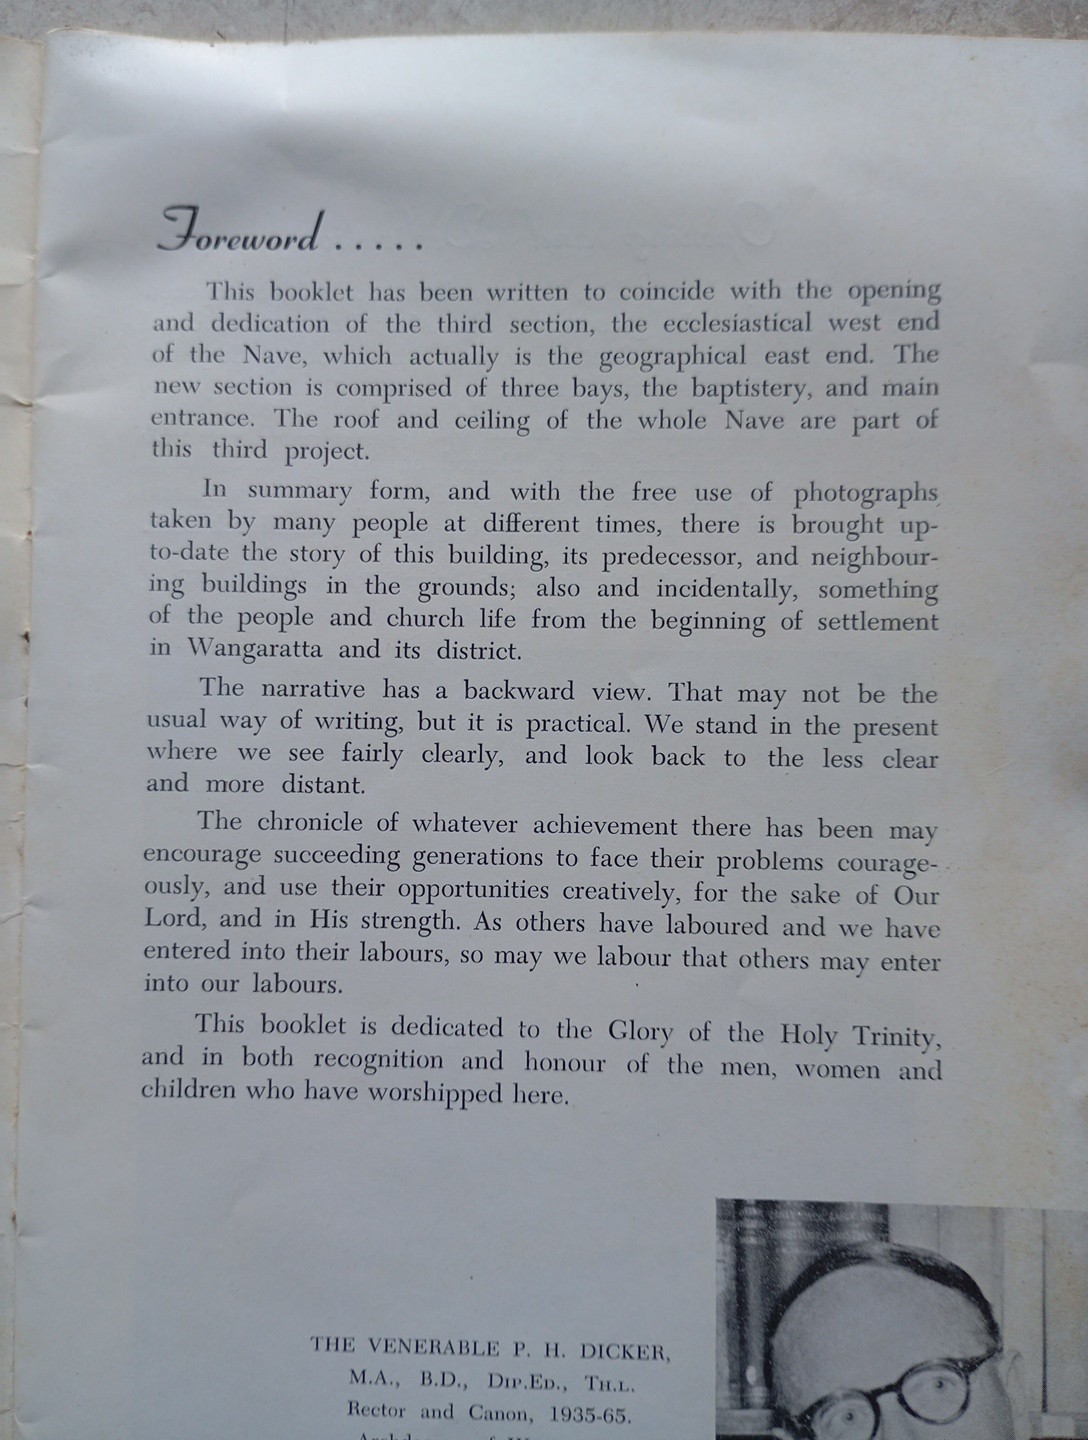 Foreword . . . . .
This booklet has been written to coincide with the opening
and dedication of the third section, the ecclesiastical west end
of the Nave, which actually is the geographical east end. The
new section is comprised of three bays, the baptistery, and main
entrance. The roof and ceiling of the whole Nave are part of
this third project.
In summary form, and with the free use of photographs
taken by many people at different times, there is brought up-
to-date the story of this building, its predecessor, and neighbour-
ing buildings in the grounds; also and incidentally, something
of the people and church life from the beginning of settlement
in Wangaratta and its district.
The narrative has a backward view. That may not be the
usual way of writing, but it is practical. We stand in the present
where we see fairly clearly, and look back to the less clear
and more distant.
The chronicle of whatever achievement there has been may
encourage succeeding generations to face their problems courage-
ously, and use their opportunities creatively, for the sake of Our
Lord, and in His strength. As others have laboured and we have
entered into their labours, so may we labour that others may enter
into our labours.
This booklet is dedicated to the Glory of the Holy Trinity,
and in both recognition and honour of the men, women and
children who have worshipped here.
THE VENERABLE P. H. DICKER,
M.A., B.D., DIP.ED., TH.L.
Rector and Canon, 1935-65.